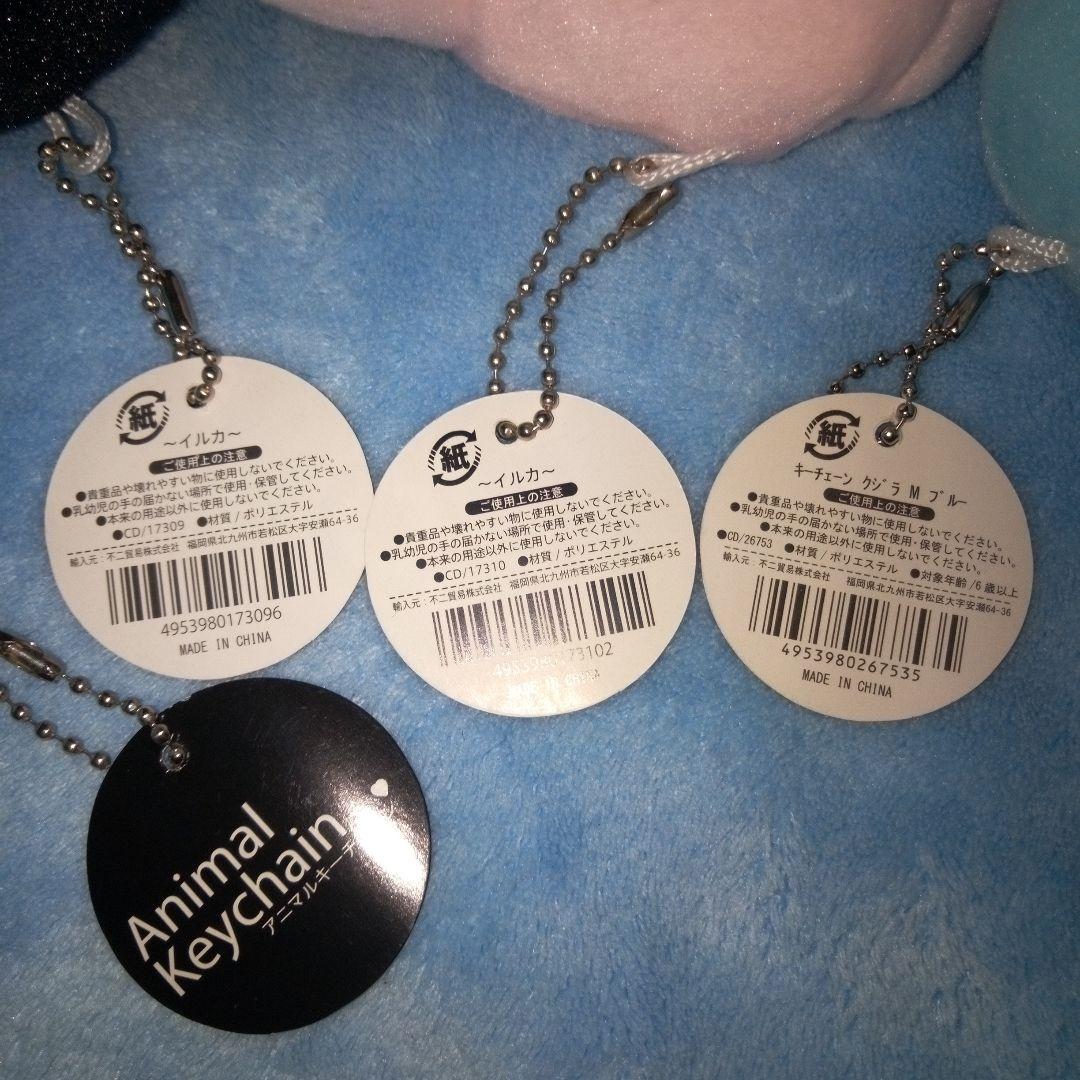 紙
~イルカ~
ご使用上の注意
●貴重品や壊れやすい物に使用しないでください。
●乳幼児の手の届かない場所で使用・保管してください。
●本来の用途以外に使用しないでください。
●CD/17309 ●材質/ポリエステル
輸入元:不二貿易株式会社 福岡県北九州市若松区大字安瀬64-36
4953980173096
MADE IN CHINA
紙
~イルカ~
ご使用上の注意
●貴重品や壊れやすい物に使用しないでください。
●乳幼児の手の届かない場所で使用・保管してください。
●本来の用途以外に使用しないでください。
●CD/17310 ●材質/ポリエステル
輸入元:不二貿易株式会社 福岡県北九州市若松区大字安瀬64-36
4953980173102
MADE IN CHINA
紙
キーチェーン クジラ M ブルー
ご使用上の注意
●貴重品や壊れやすい物に使用しないでください。
●乳幼児の手の届かない場所で使用・保管してください。
●本来の用途以外に使用しないでください。
●CD/26753 ●材質/ポリエステル ●対象年齢/6歳以上
輸入元:不二貿易株式会社 福岡県北九州市若松区大字安瀬64-36
4953980267535
MADE IN CHINA
Animal
Keychain
アニマルキーチ